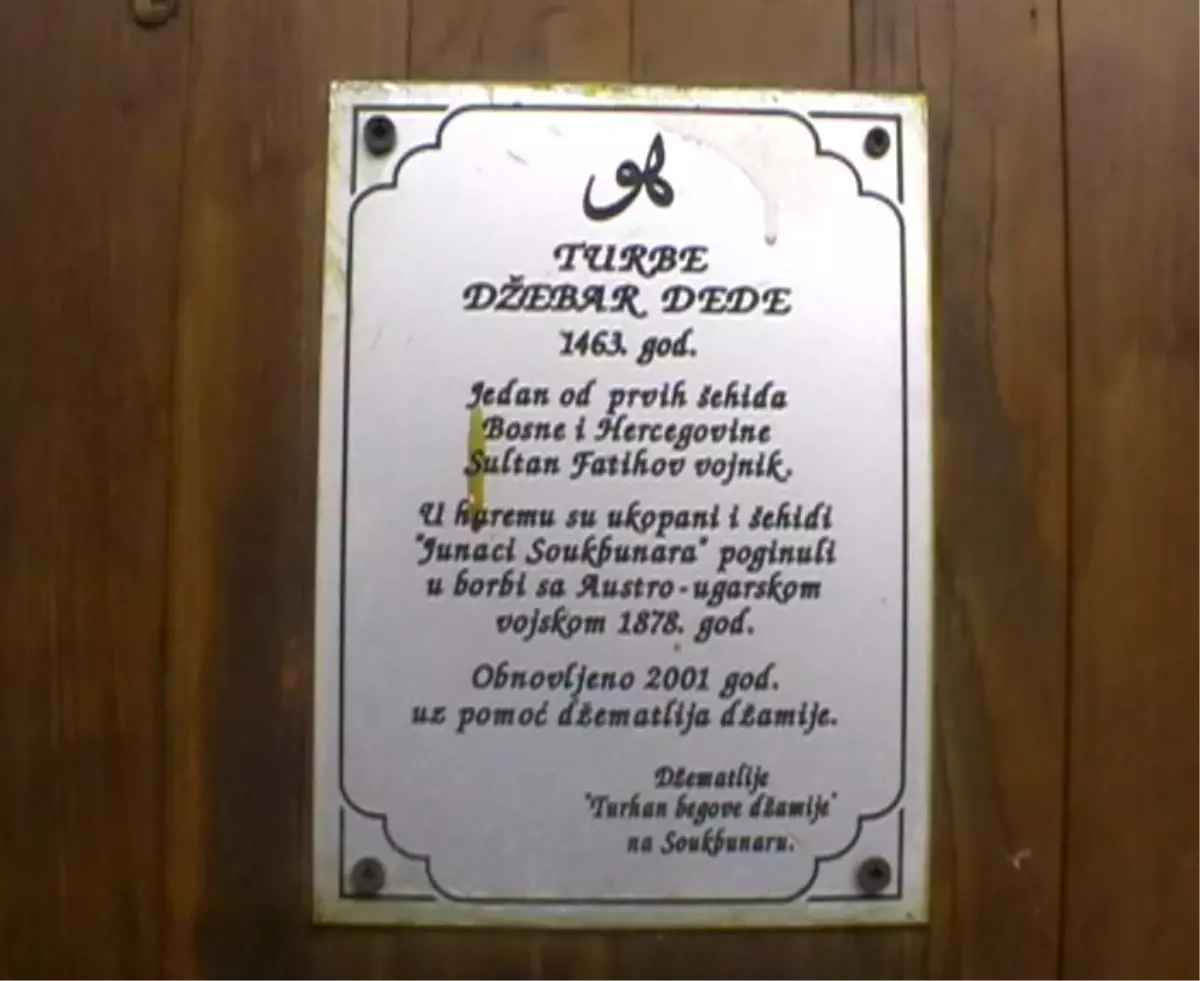 هو
TURBE
DŽEBAR DEDE
1463. god.
Jedan od prvih šehida
Bosne i Hercegovine
Sultan Fatihov vojnik.
U haremu su ukopani i šehidi
"Junaci Soukbunara" poginuli
u borbi sa Austro-ugarskom
vojskom 1878. god.
Obnovljeno 2001 god.
uz pomoć džematlija džamije.
Džematlije
"Turhan begove džamije"
na Soukbunaru.